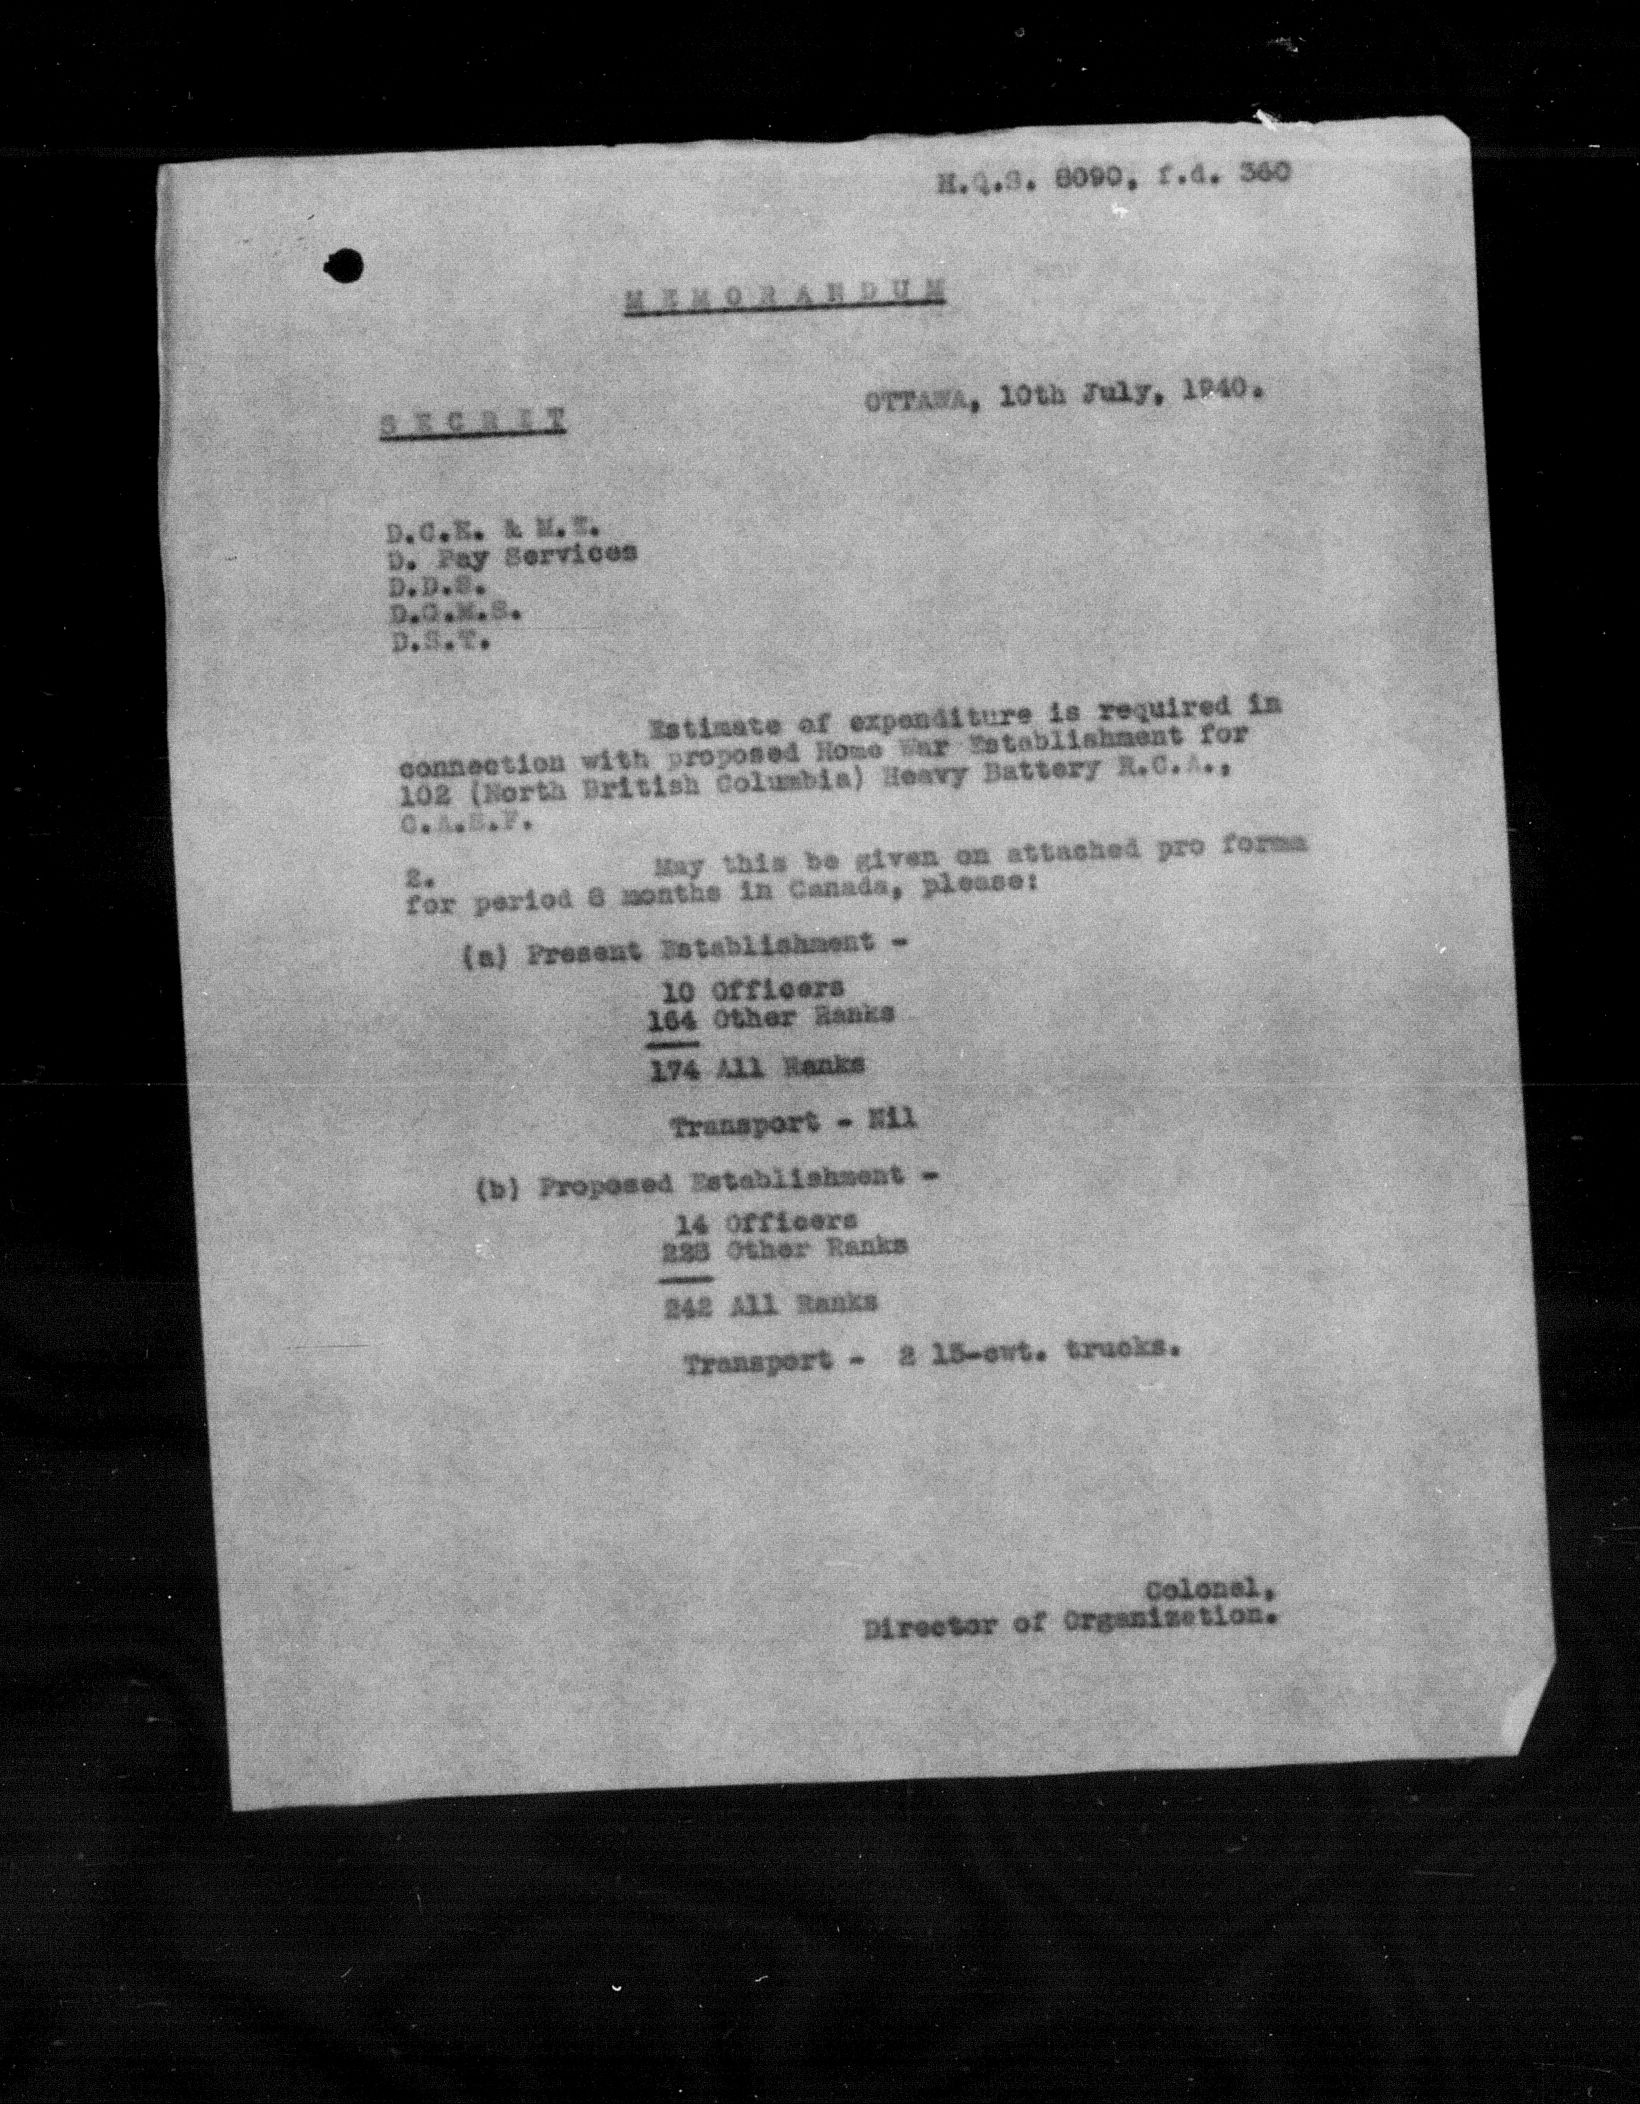 H.Q.S. 8090, f.d. 360
M E M O R A N D U M
OTTAWA, 10th July, 1940.
S E C R E T
D.C.E. & M.E.
D. Pay Services
D.D.S.
D.G.M.S.
D.S.T.
Estimate of expenditure is required in
connection with proposed Home War Establishment for
102 (North British Columbia) Heavy Battery R.C.A.,
C.A.S.F.
2. May this be given on attached pro forma
for period 8 months in Canada, please:
(a) Present Establishment -
10 Officers
164 Other Ranks
174 All Ranks
Transport - Nil
(b) Proposed Establishment -
14 Officers
228 Other Ranks
242 All Ranks
Transport - 2 15-cwt. trucks.
Colonel,
Director of Organization.